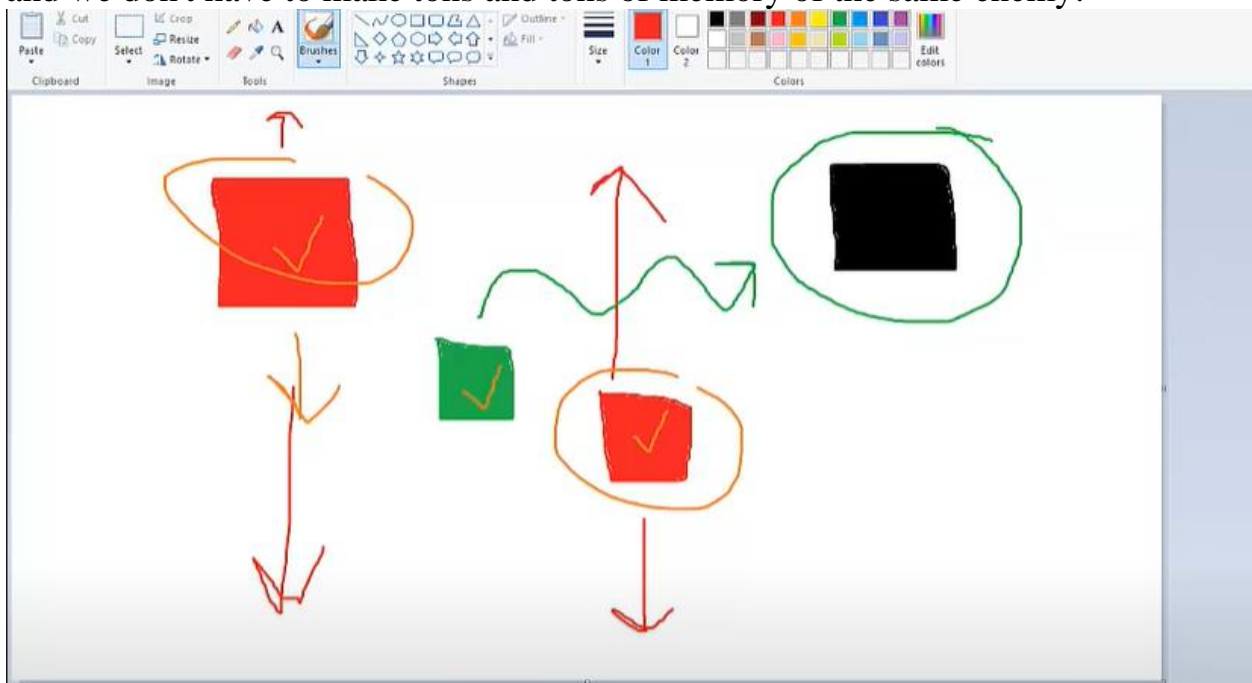 and we don't have to make tons and tons of memory of the same enemy.
Paste
Cut
Copy
Clipboard
Select
Crop
Resize
Rotate
Image
A
Tools
Brushes
Shapes
Outline
Fill
Size
Color
1
Color
2
Edit
colors
Colors